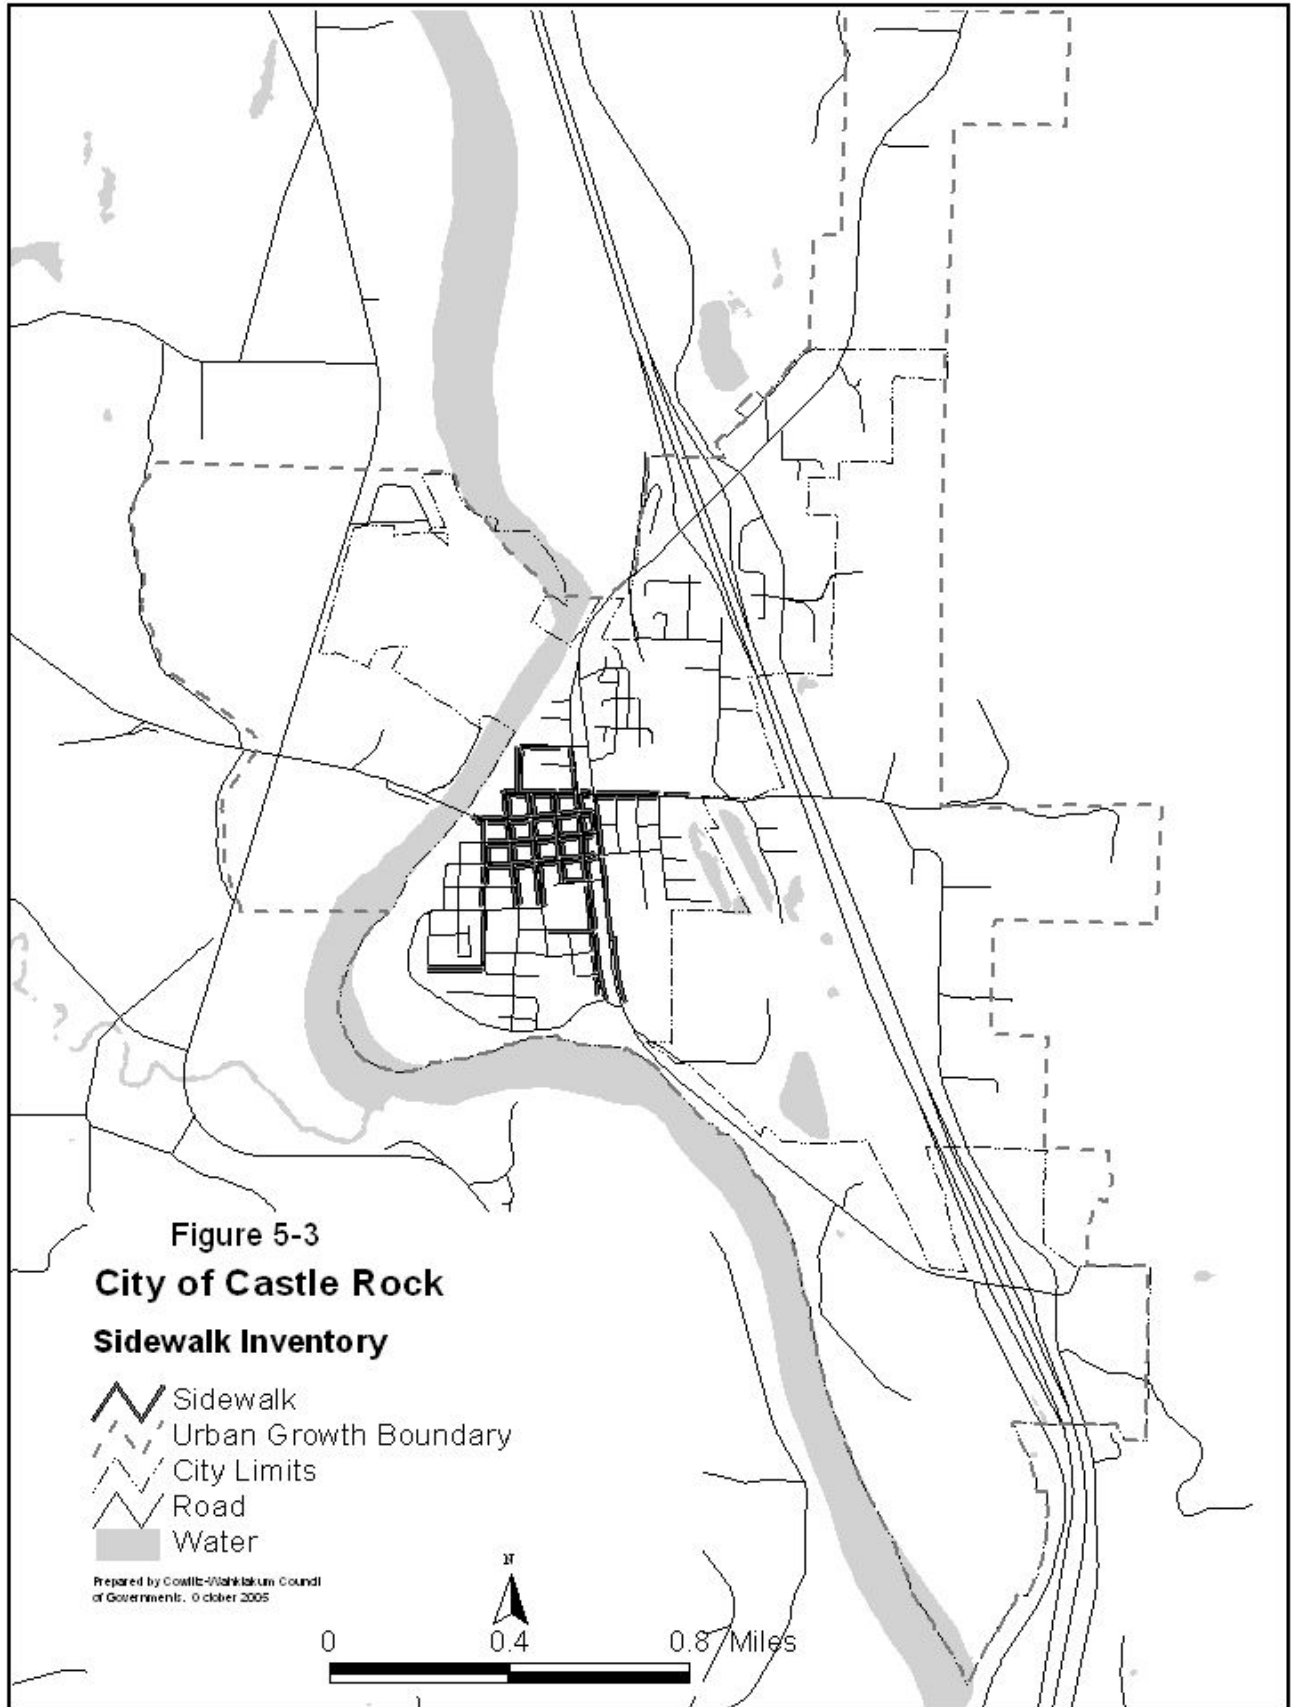 Figure 5-3
City of Castle Rock
Sidewalk Inventory
Sidewalk
Urban Growth Boundary
City Limits
Road
Water
Prepared by Cowlitz-Wahkiakum Council
of Governments. October 2005
N
0 0.4 0.8 Miles